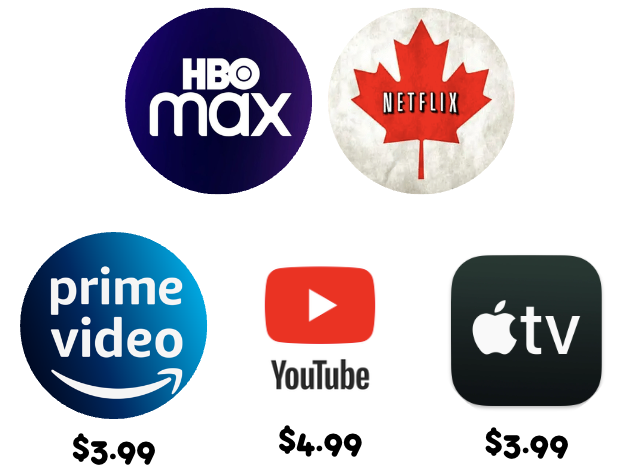 HBO
max
NETFLIX
prime
video
YouTube
tv
$3.99
$4.99
$3.99